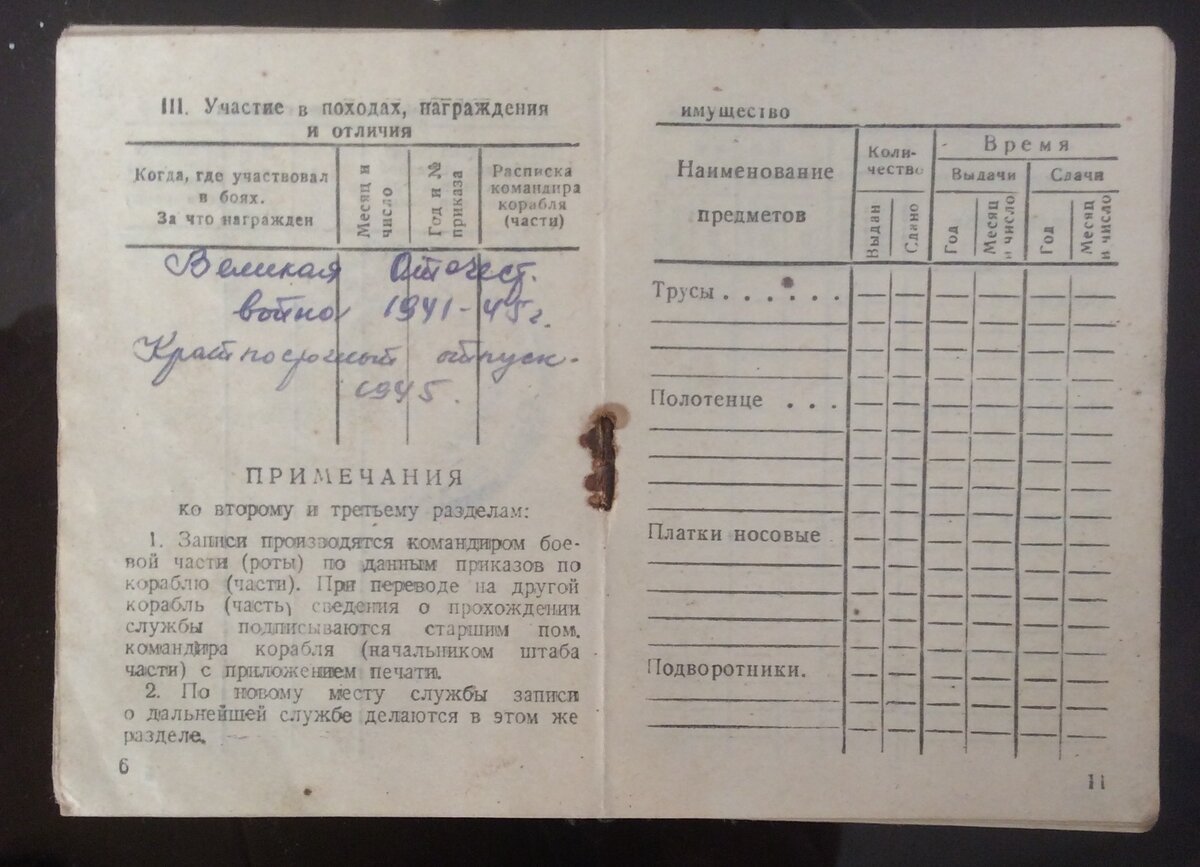 III. Участие в походах, награждения
и отличия
Когда, где участвовал
в боях.
За что награжден
Месяц и
число
Год и №
приказа
Расписка
командира
корабля
(части)
Великая Отечест.
война 1941-45г.
Краткосрочный отпуск.
1945.
ПРИМЕЧАНИЯ
ко второму и третьему разделам:
1. Записи производятся командиром бое-
вой части (роты) по данным приказов по
кораблю (части). При переводе на другой
корабль (часть) сведения о прохождении
службы подписываются старшим пом.
командира корабля (начальником штаба
части) с приложением печати.
2. По новому месту службы записи
о дальнейшей службе делаются в этом же
разделе.
6
имущество
Наименование
предметов
Коли-
чество
Время
Выдачи
Сдачи
Выдан
Сдано
Год
Месяц
и число
Год
Месяц
и число
Трусы . . . . . .
Полотенце . . .
Платки носовые
Подворотники.
11